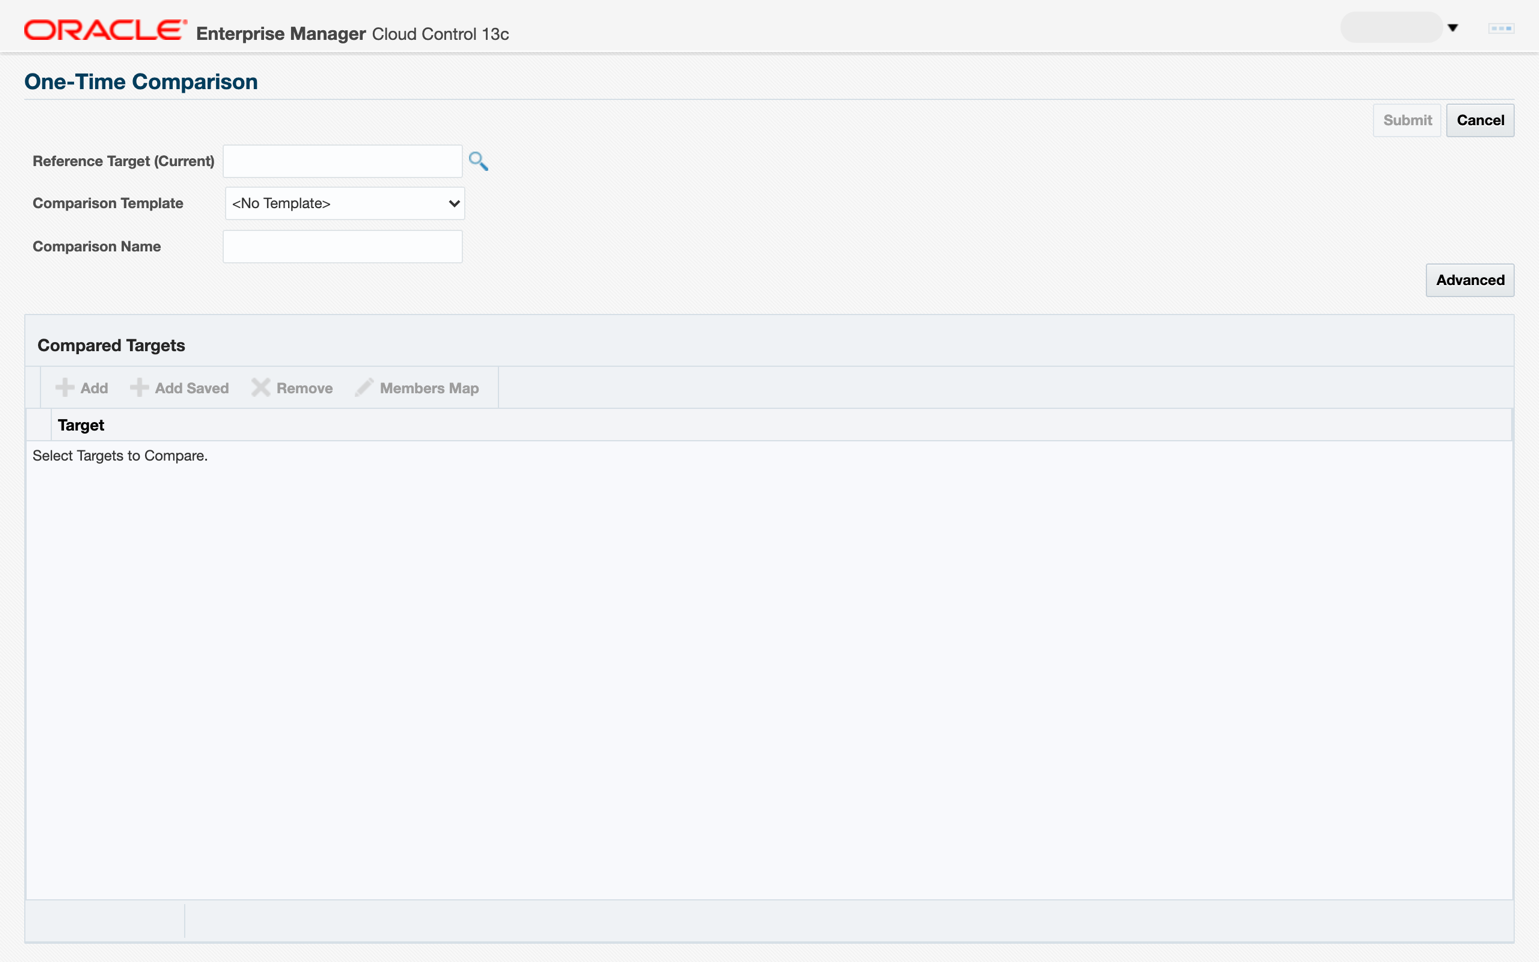 ORACLE® Enterprise Manager Cloud Control 13c
One-Time Comparison
Submit Cancel
Reference Target (Current)
Comparison Template <No Template>
Comparison Name
Advanced
Compared Targets
Add Add Saved Remove Members Map
Target
Select Targets to Compare.